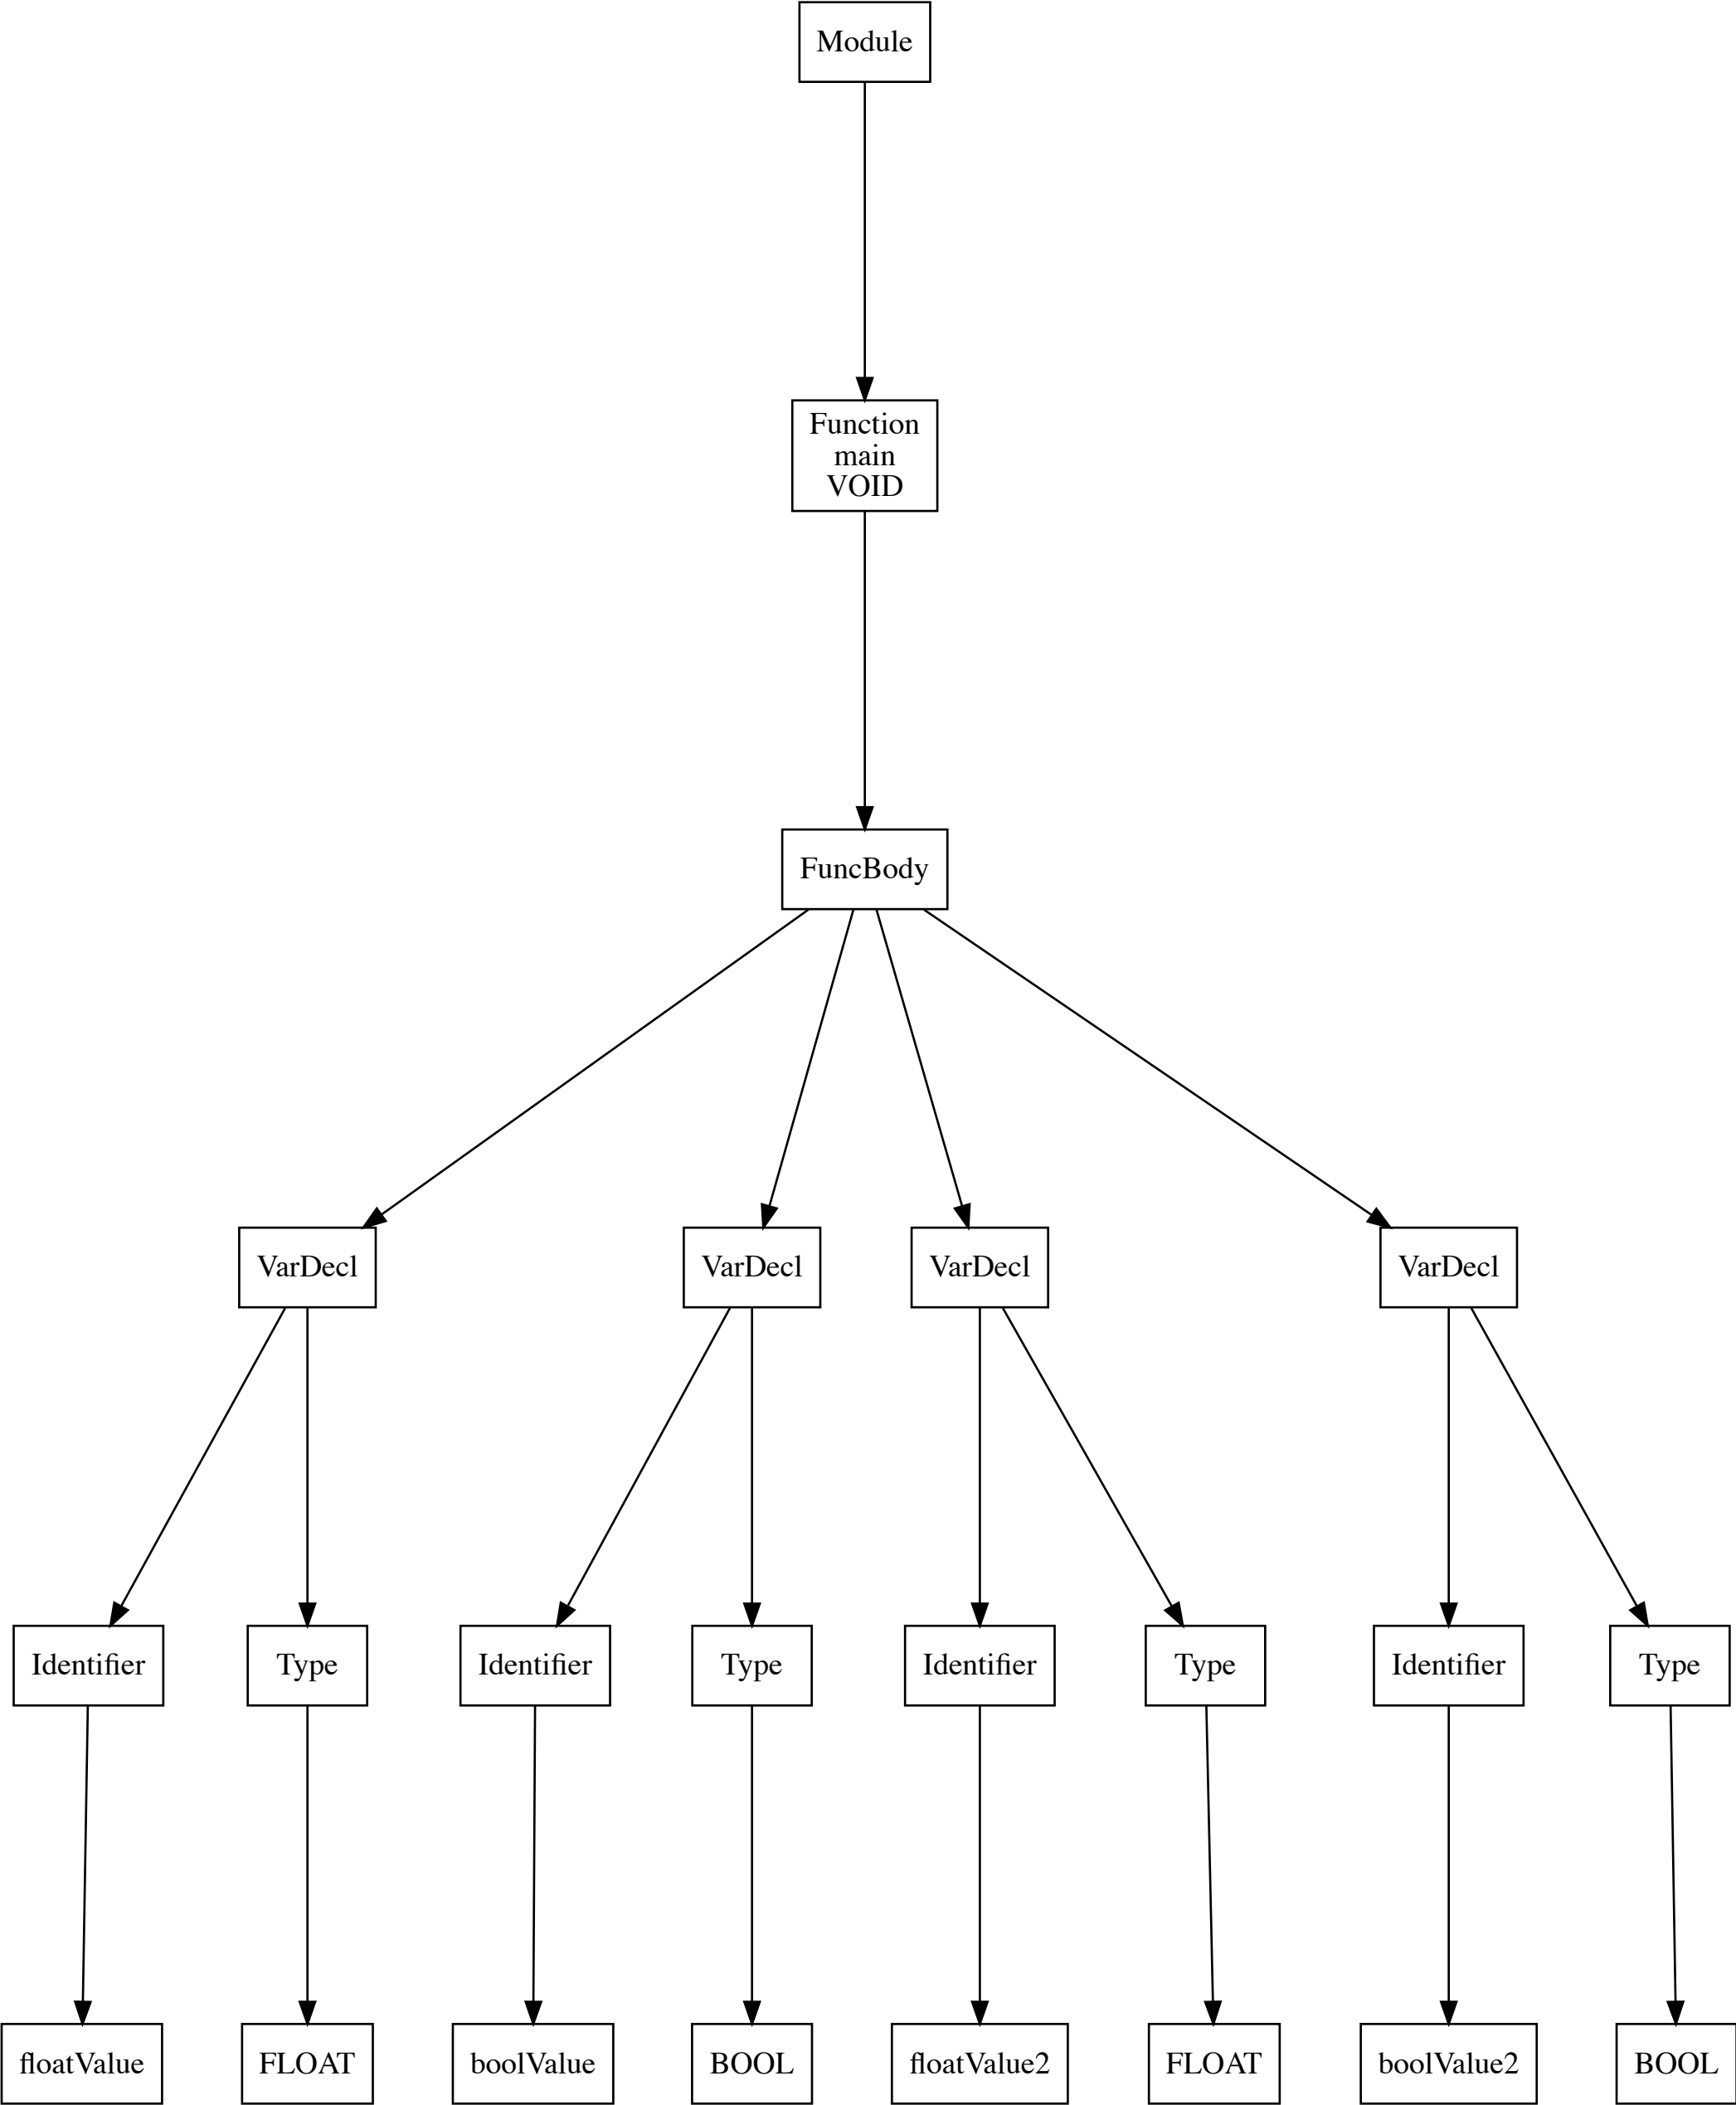 Module
Function
main
VOID
FuncBody
VarDecl
VarDecl
VarDecl
VarDecl
Identifier
Type
Identifier
Type
Identifier
Type
Identifier
Type
floatValue
FLOAT
boolValue
BOOL
floatValue2
FLOAT
boolValue2
BOOL